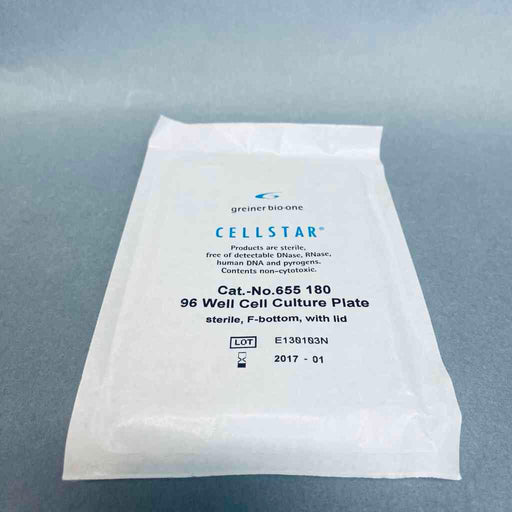 greiner bio-one
CELLSTAR®
Products are sterile,
free of detectable DNase, RNase,
human DNA and pyrogens.
Contents non-cytotoxic.
Cat.-No.655 180
96 Well Cell Culture Plate
sterile, F-bottom, with lid
LOT E130103N
2017 - 01